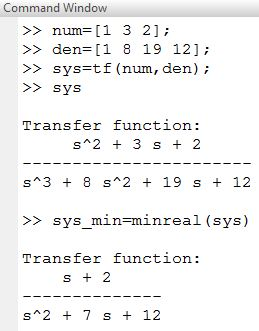 Command Window
>> num=[1 3 2];
>> den=[1 8 19 12];
>> sys=tf(num,den);
>> sys
Transfer function:
s^2 + 3 s + 2
-----------------------
s^3 + 8 s^2 + 19 s + 12
>> sys_min=minreal(sys)
Transfer function:
s + 2
--------------
s^2 + 7 s + 12